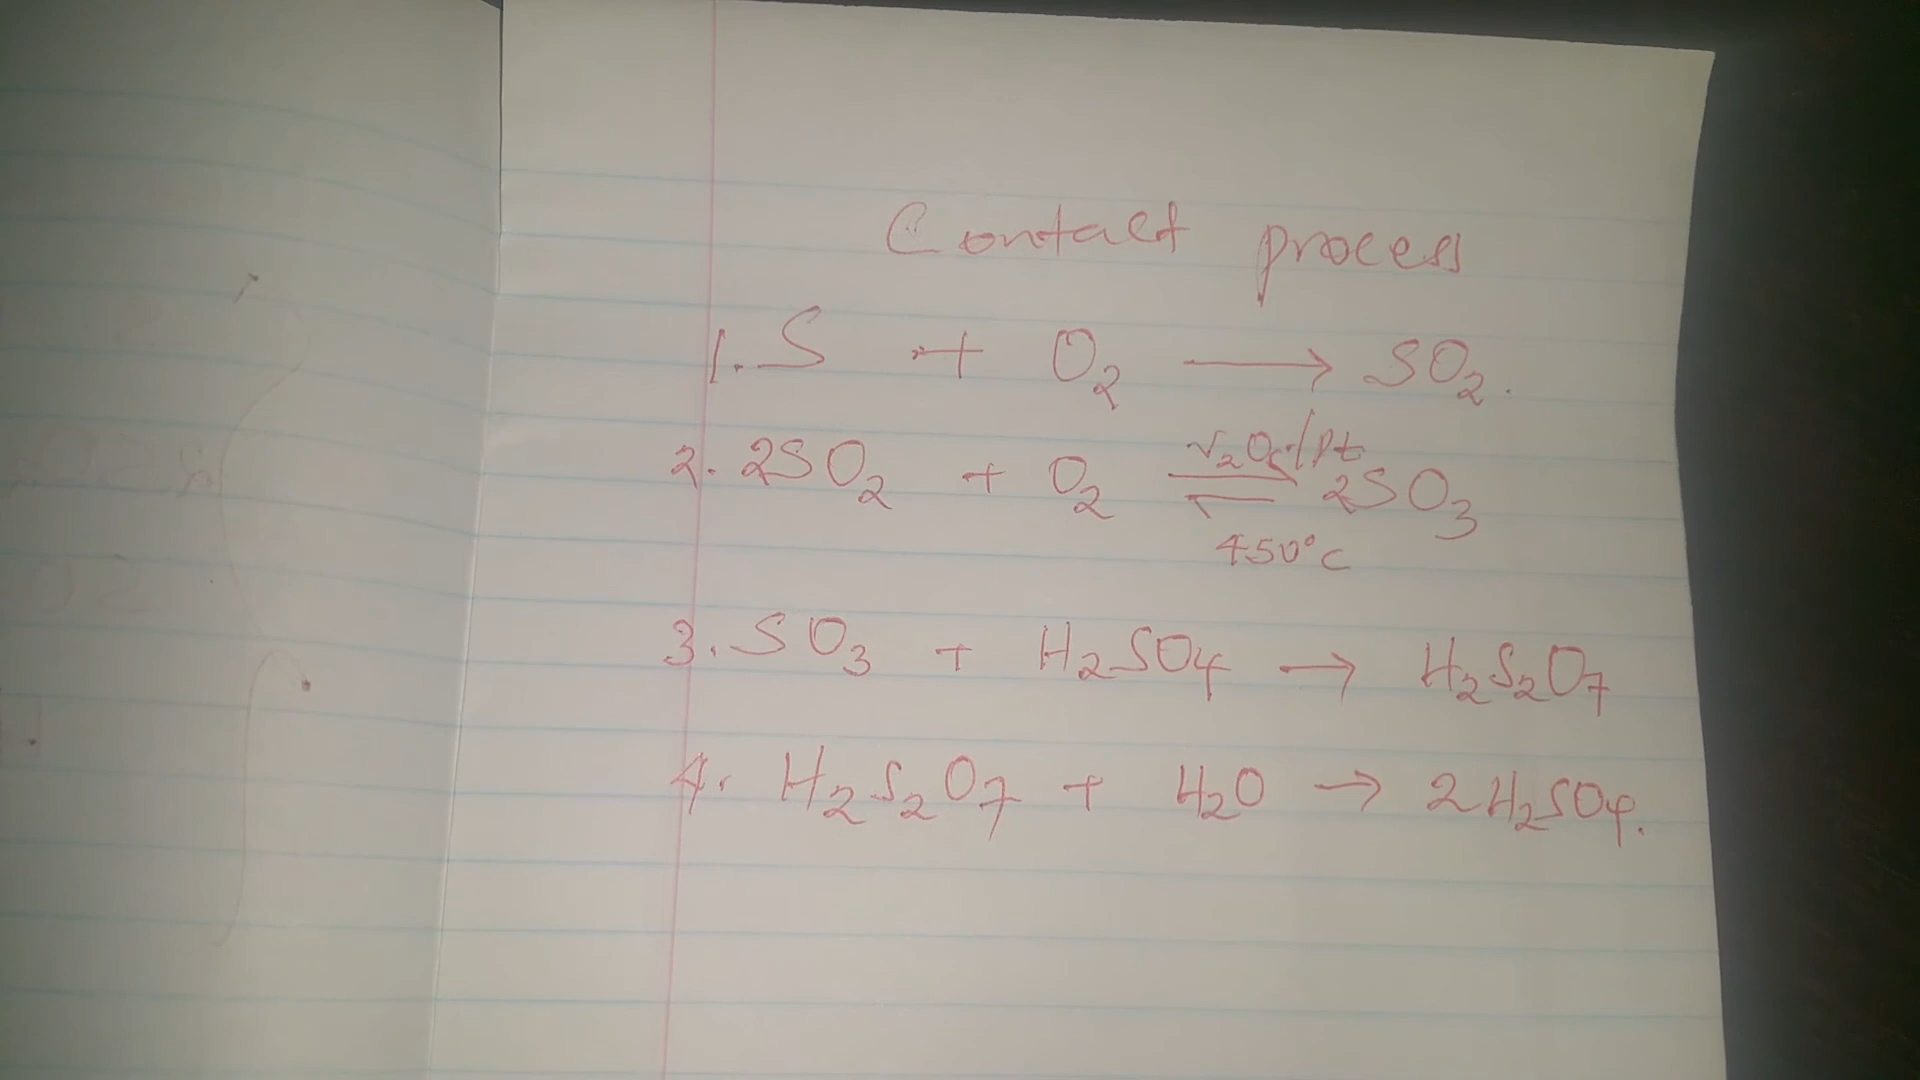 Contact process
1. S + O₂ ⟶ SO₂.
V₂O₅/Pt
2. 2SO₂ + O₂ ⇌ 2SO₃
450°C
3. SO₃ + H₂SO₄ → H₂S₂O₇
4. H₂S₂O₇ + H₂O → 2H₂SO₄.